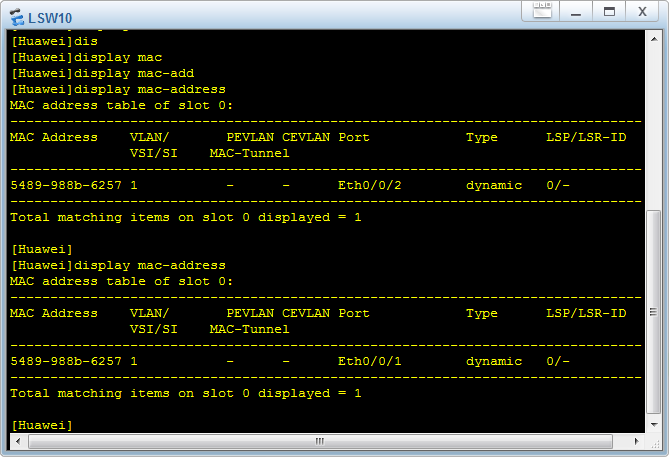 LSW10
[Huawei]dis
[Huawei]display mac
[Huawei]display mac-add
[Huawei]display mac-address
MAC address table of slot 0:
-------------------------------------------------------------------------------
MAC Address    VLAN/       PEVLAN CEVLAN Port            Type      LSP/LSR-ID
               VSI/SI    MAC-Tunnel
-------------------------------------------------------------------------------
5489-988b-6257 1           -      -      Eth0/0/2        dynamic   0/-
-------------------------------------------------------------------------------
Total matching items on slot 0 displayed = 1
[Huawei]
[Huawei]display mac-address
MAC address table of slot 0:
-------------------------------------------------------------------------------
MAC Address    VLAN/       PEVLAN CEVLAN Port            Type      LSP/LSR-ID
               VSI/SI    MAC-Tunnel
-------------------------------------------------------------------------------
5489-988b-6257 1           -      -      Eth0/0/1        dynamic   0/-
-------------------------------------------------------------------------------
Total matching items on slot 0 displayed = 1
[Huawei]